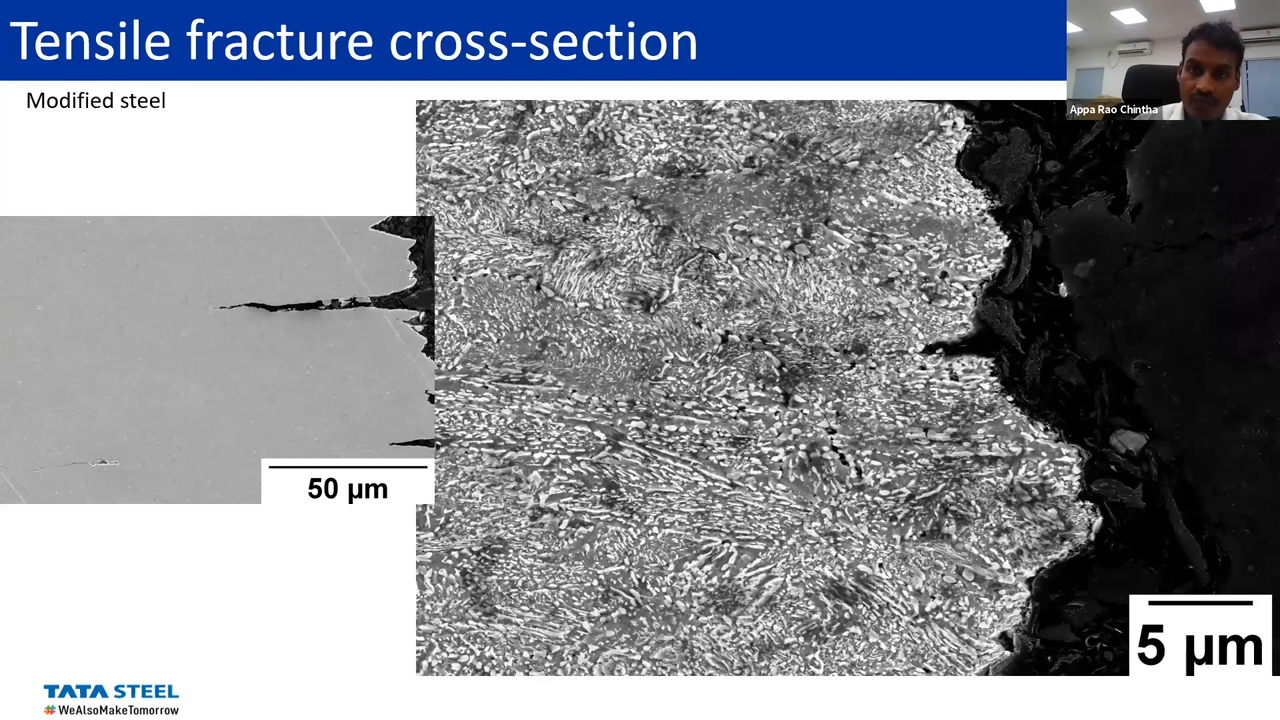 Tensile fracture cross-section
Appa Rao Chintha
Modified steel
50 µm
5 µm
TATA STEEL
#WeAlsoMakeTomorrow